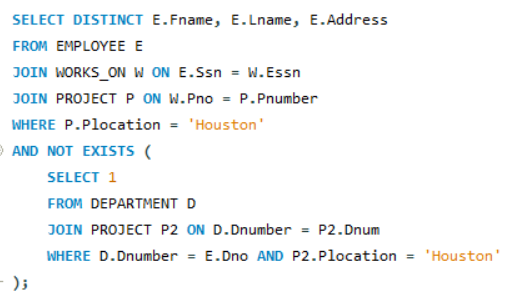 SELECT DISTINCT E.Fname, E.Lname, E.Address
FROM EMPLOYEE E
JOIN WORKS_ON W ON E.Ssn = W.Essn
JOIN PROJECT P ON W.Pno = P.Pnumber
WHERE P.Plocation = 'Houston'
AND NOT EXISTS (
    SELECT 1
    FROM DEPARTMENT D
    JOIN PROJECT P2 ON D.Dnumber = P2.Dnum
    WHERE D.Dnumber = E.Dno AND P2.Plocation = 'Houston'
);